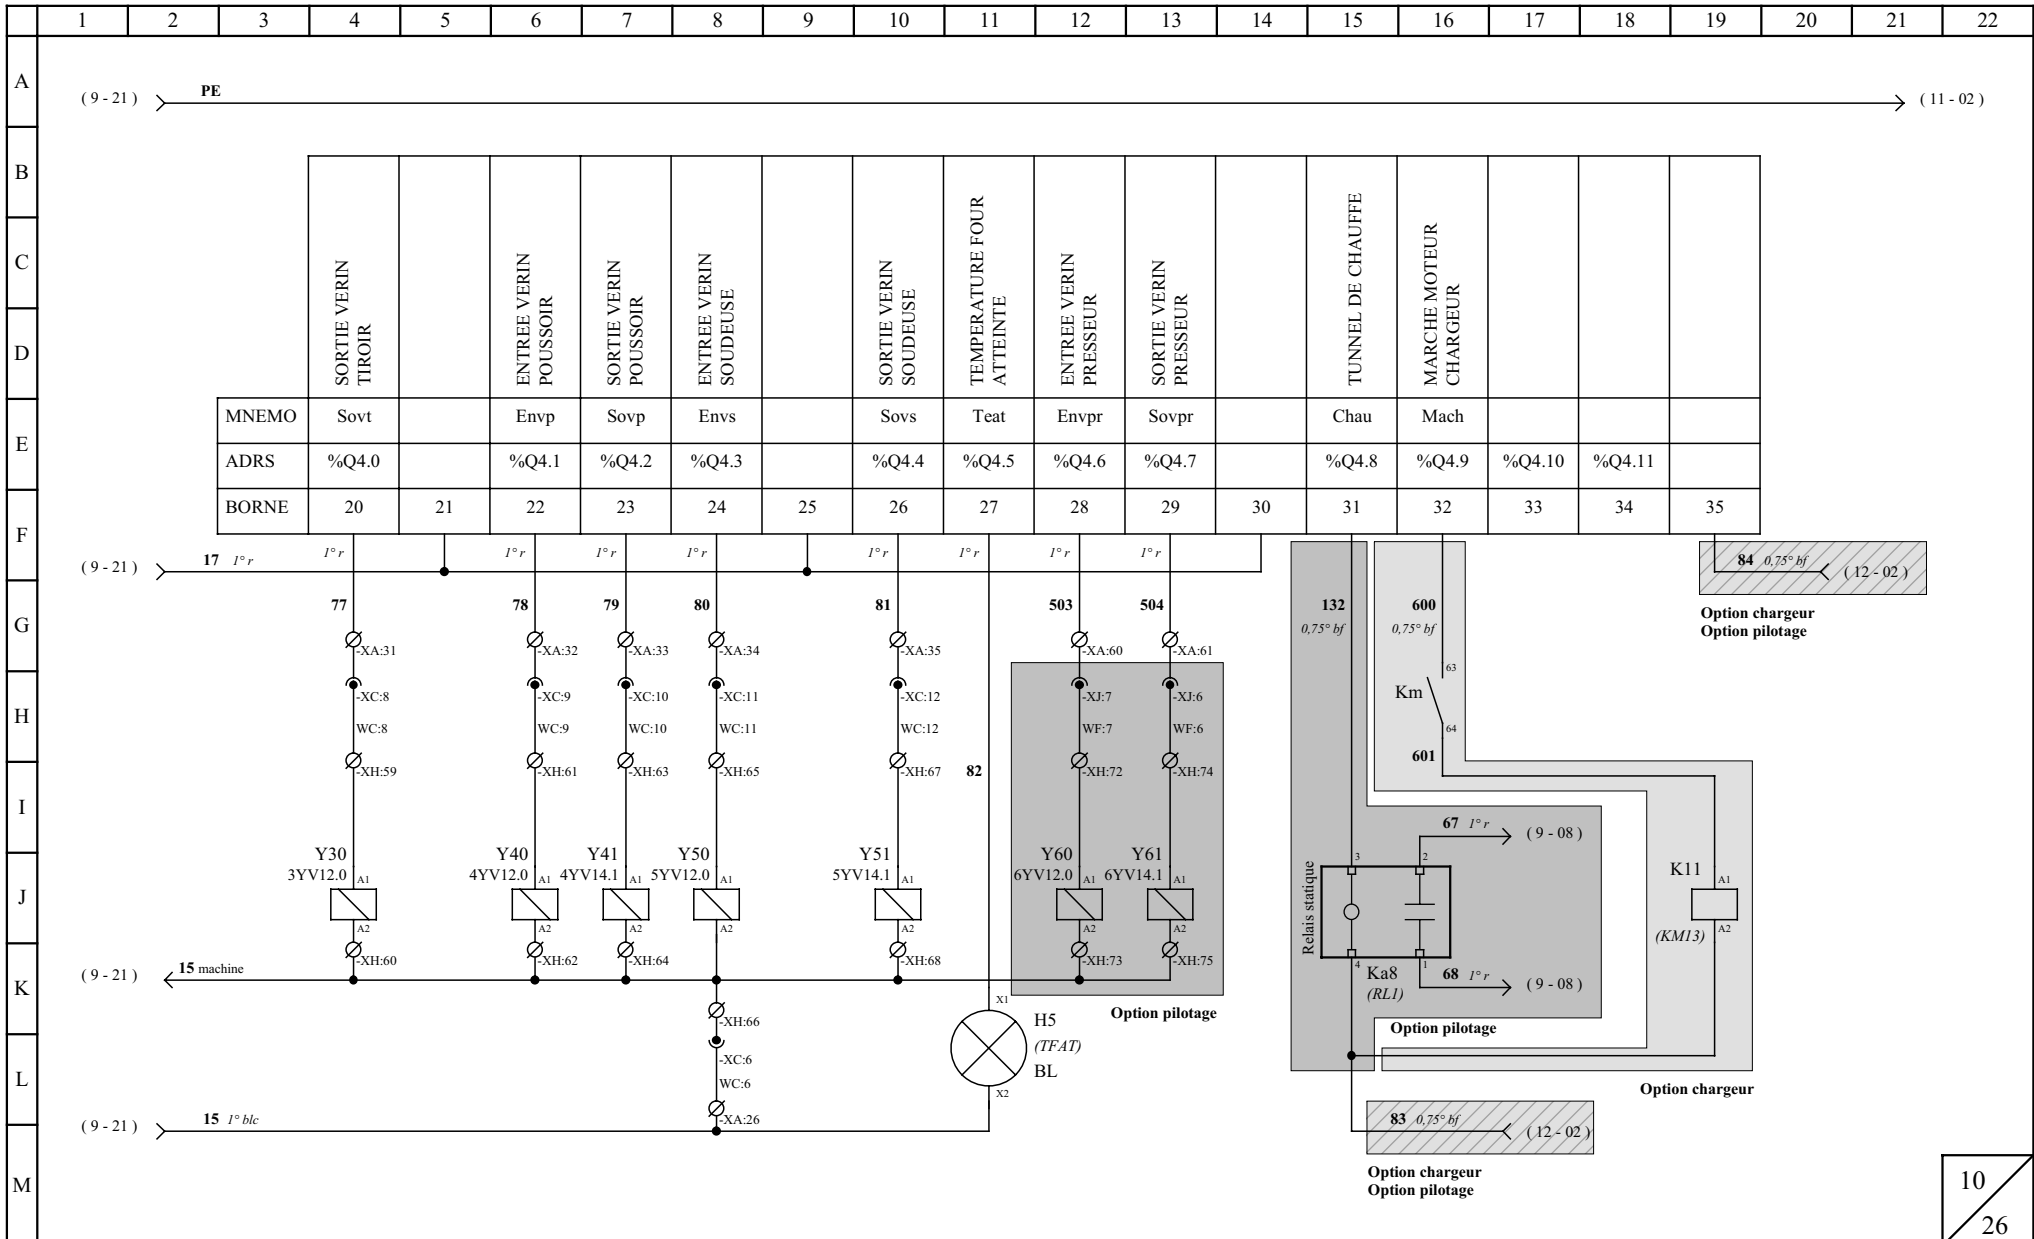 1 2 3 4 5 6 7 8 9 10 11 12 13 14 15 16 17 18 19 20 21 22
A
( 9 - 21 ) PE ( 11 - 02 )
B
C
D
SORTIE VERIN
TIROIR
ENTREE VERIN
POUSSOIR
SORTIE VERIN
POUSSOIR
ENTREE VERIN
SOUDEUSE
SORTIE VERIN
SOUDEUSE
TEMPERATURE FOUR
ATTEINTE
ENTREE VERIN
PRESSEUR
SORTIE VERIN
PRESSEUR
TUNNEL DE CHAUFFE
MARCHE MOTEUR
CHARGEUR
E
MNEMO Sovt Envp Sovp Envs Sovs Teat Envpr Sovpr Chau Mach
ADRS %Q4.0 %Q4.1 %Q4.2 %Q4.3 %Q4.4 %Q4.5 %Q4.6 %Q4.7 %Q4.8 %Q4.9 %Q4.10 %Q4.11
BORNE 20 21 22 23 24 25 26 27 28 29 30 31 32 33 34 35
F
1° r 1° r 1° r 1° r 1° r 1° r 1° r 1° r
( 9 - 21 ) 17 1° r 84 0,75° bf ( 12 - 02 )
G
77 78 79 80 81 503 504 132 600
0,75° bf 0,75° bf
Option chargeur
Option pilotage
-XA:31 -XA:32 -XA:33 -XA:34 -XA:35 -XA:60 -XA:61
63
H
-XC:8 -XC:9 -XC:10 -XC:11 -XC:12 -XJ:7 -XJ:6 Km
WC:8 WC:9 WC:10 WC:11 WC:12 WF:7 WF:6 64
601
-XH:59 -XH:61 -XH:63 -XH:65 -XH:67 82 -XH:72 -XH:74
I
67 1° r ( 9 - 08 )
Y30 Y40 Y41 Y50 Y51 Y60 Y61 3 2
3YV12.0 4YV12.0 4YV14.1 5YV12.0 5YV14.1 6YV12.0 6YV14.1 K11
A1 A1 A1 A1 A1 A1 A1 A1
J
Relais statique
A2 A2 A2 A2 A2 A2 A2 A2
(KM13)
-XH:60 -XH:62 -XH:64 -XH:68 -XH:73 -XH:75
4 1
( 9 - 21 ) 15 machine Ka8 68 1° r ( 9 - 08 )
K
(RL1)
X1
Option pilotage
-XH:66 H5 Option pilotage
(TFAT)
-XC:6 BL
L
WC:6 X2 Option chargeur
-XA:26
( 9 - 21 ) 15 1° blc 83 0,75° bf ( 12 - 02 )
M
Option chargeur
Option pilotage
10
26